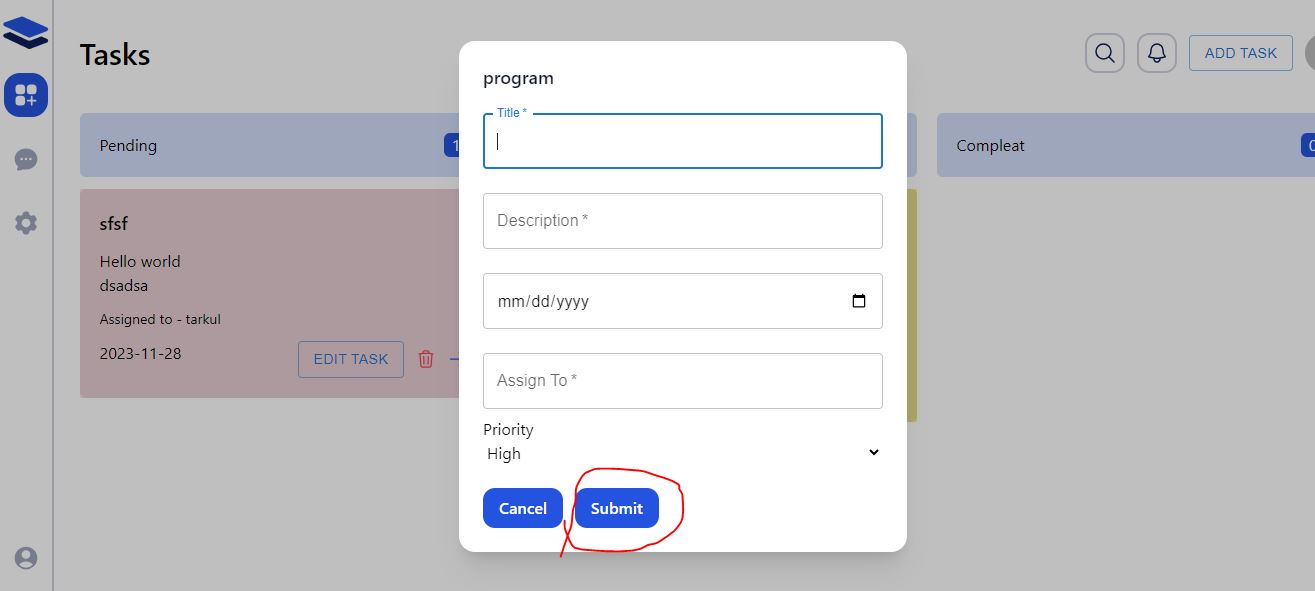 Tasks
ADD TASK
Pending
1
Compleat
0
sfsf
Hello world
dsadsa
Assigned to - tarkul
2023-11-28
EDIT TASK
program
Title *
Description *
mm/dd/yyyy
Assign To *
Priority
High
Cancel
Submit